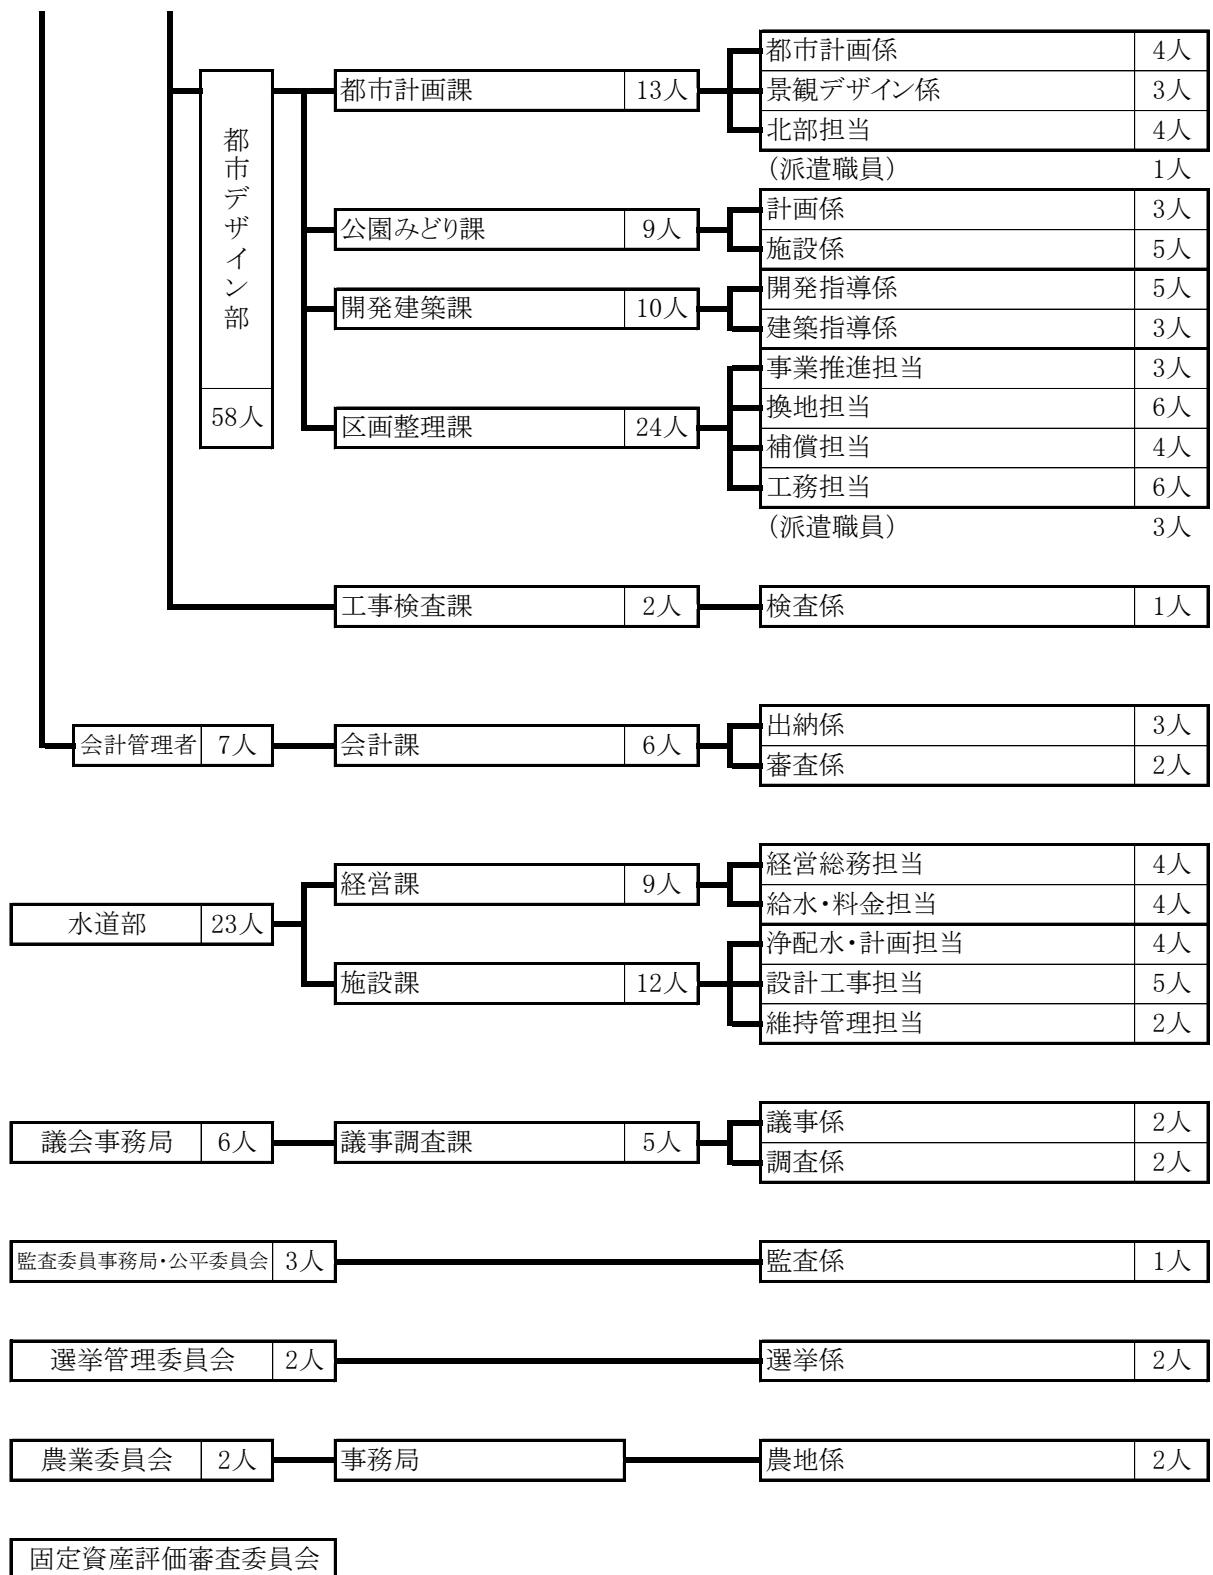 都市デザイン部 58人
都市計画課 13人
都市計画係 4人
景観デザイン係 3人
北部担当 4人
(派遣職員) 1人
公園みどり課 9人
計画係 3人
施設係 5人
開発建築課 10人
開発指導係 5人
建築指導係 3人
区画整理課 24人
事業推進担当 3人
換地担当 6人
補償担当 4人
工務担当 6人
(派遣職員) 3人
工事検査課 2人
検査係 1人
会計管理者 7人
会計課 6人
出納係 3人
審査係 2人
水道部 23人
経営課 9人
経営総務担当 4人
給水・料金担当 4人
施設課 12人
浄配水・計画担当 4人
設計工事担当 5人
維持管理担当 2人
議会事務局 6人
議事調査課 5人
議事係 2人
調査係 2人
監査委員事務局・公平委員会 3人
監査係 1人
選挙管理委員会 2人
選挙係 2人
農業委員会 2人
事務局
農地係 2人
固定資産評価審査委員会